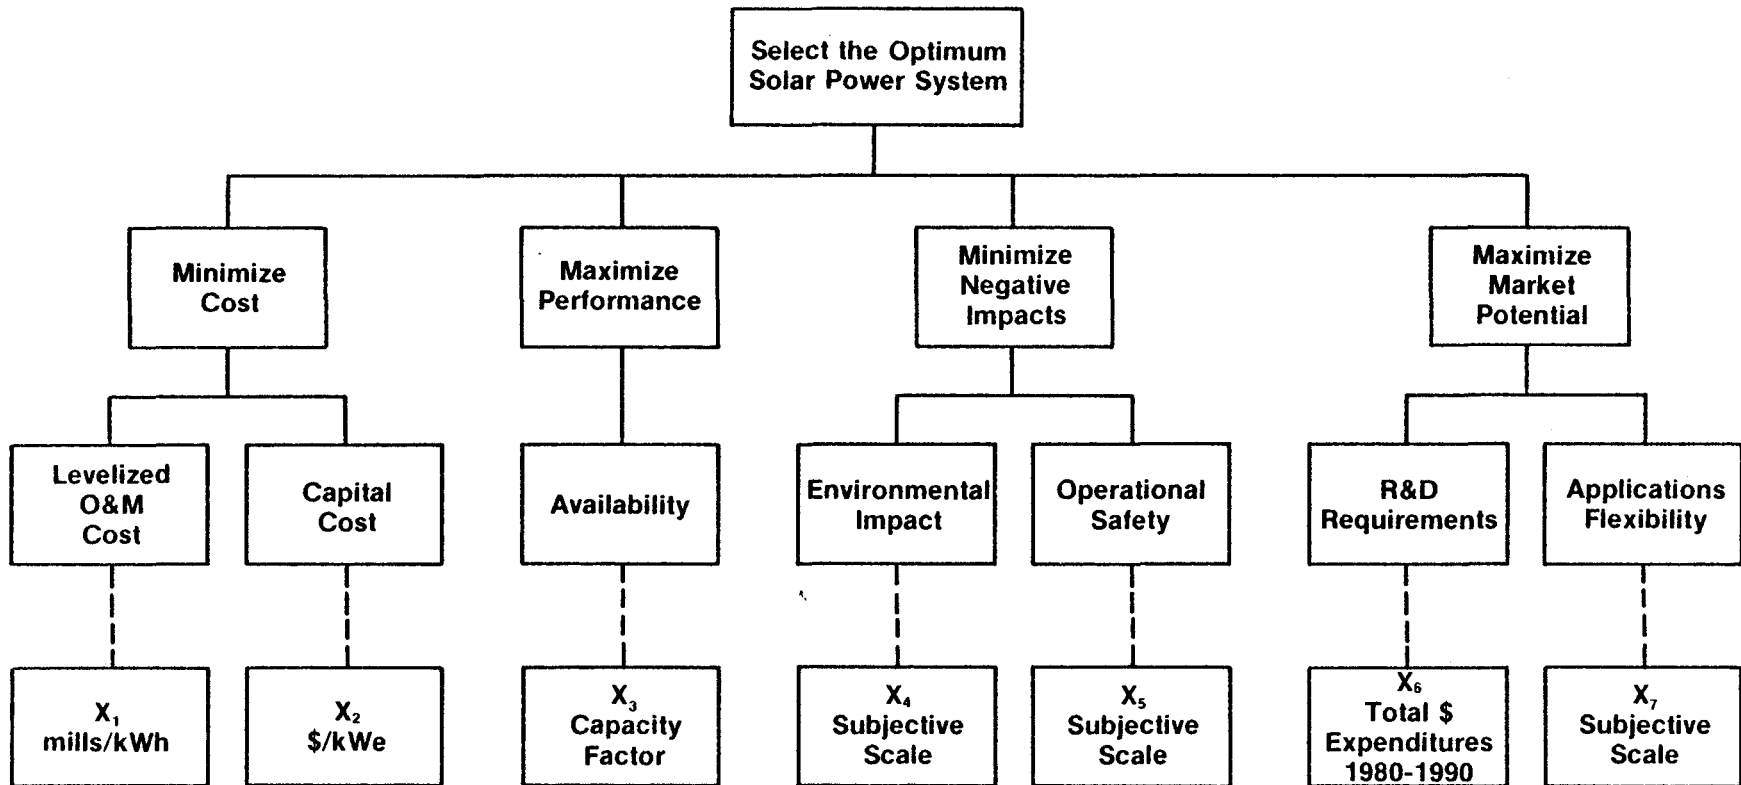 Select the Optimum
Solar Power System
Minimize
Cost
Maximize
Performance
Minimize
Negative
Impacts
Maximize
Market
Potential
Levelized
O&M
Cost
Capital
Cost
Availability
Environmental
Impact
Operational
Safety
R&D
Requirements
Applications
Flexibility
X₁
mills/kWh
X₂
$/kWe
X₃
Capacity
Factor
X₄
Subjective
Scale
X₅
Subjective
Scale
X₆
Total $
Expenditures
1980-1990
X₇
Subjective
Scale